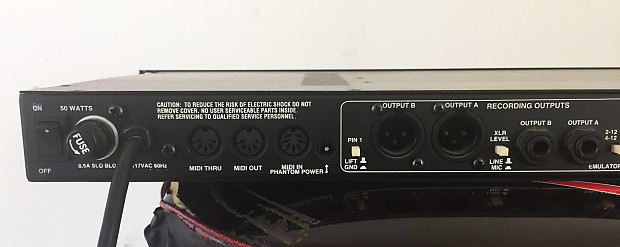 ON
50 WATTS
OFF
FUSE
0.5A SLO BLO
117VAC 60Hz
CAUTION: TO REDUCE THE RISK OF ELECTRIC SHOCK DO NOT
REMOVE COVER. NO USER SERVICEABLE PARTS INSIDE.
REFER SERVICING TO QUALIFIED SERVICE PERSONNEL.
MIDI THRU
MIDI OUT
MIDI IN
PHANTOM POWER
RECORDING OUTPUTS
OUTPUT B
OUTPUT A
PIN 1
LIFT
GND
XLR
LEVEL
LINE
MIC
OUTPUT B
OUTPUT A
2-12
4-12
EMULATOR